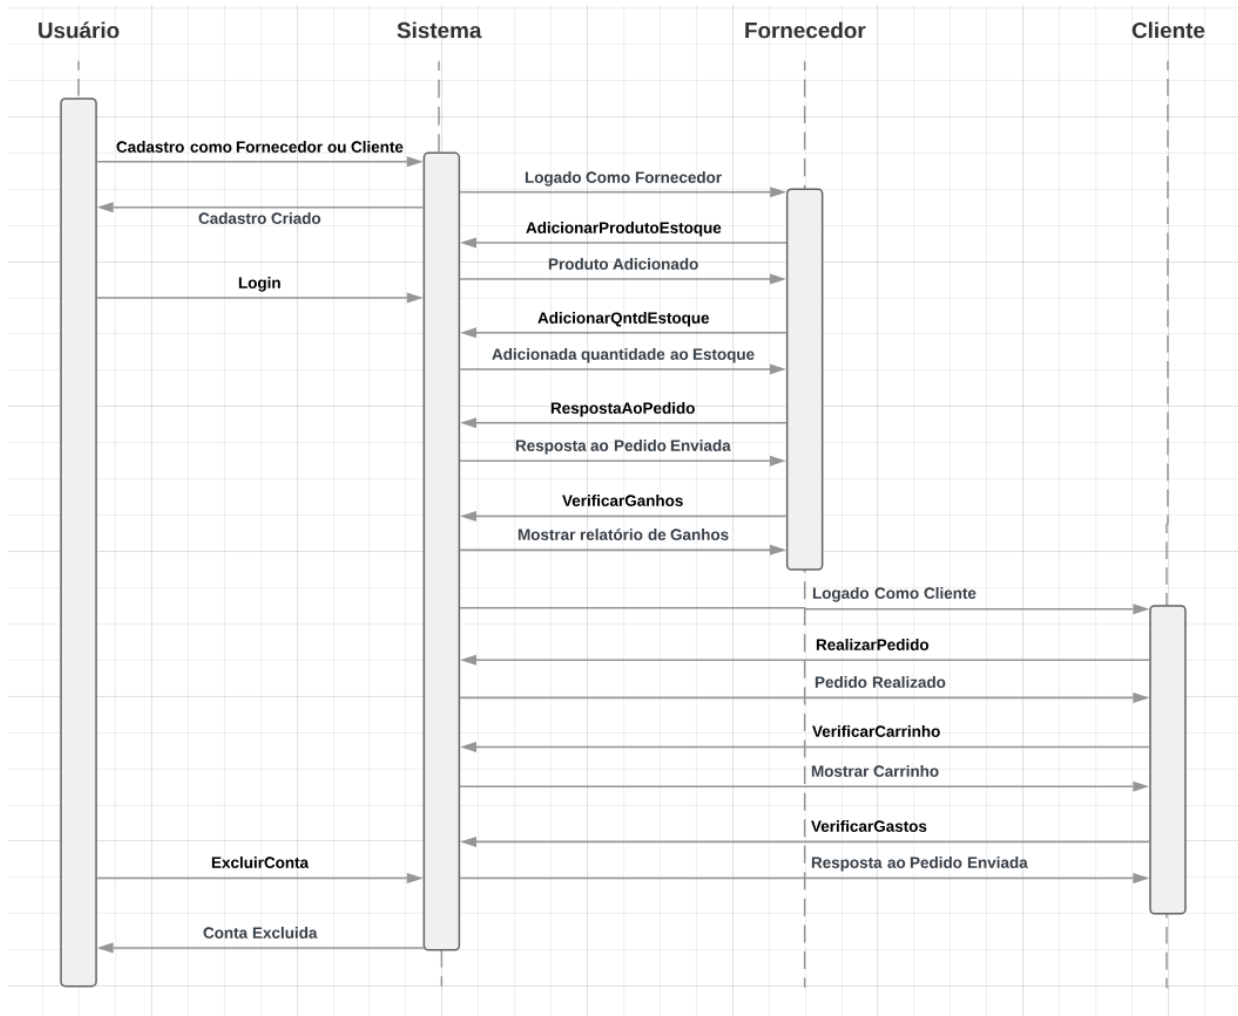 Usuário
Sistema
Fornecedor
Cliente
Cadastro como Fornecedor ou Cliente
Logado Como Fornecedor
Cadastro Criado
AdicionarProdutoEstoque
Produto Adicionado
Login
AdicionarQntdEstoque
Adicionada quantidade ao Estoque
RespostaAoPedido
Resposta ao Pedido Enviada
VerificarGanhos
Mostrar relatório de Ganhos
Logado Como Cliente
RealizarPedido
Pedido Realizado
VerificarCarrinho
Mostrar Carrinho
VerificarGastos
ExcluirConta
Resposta ao Pedido Enviada
Conta Excluida